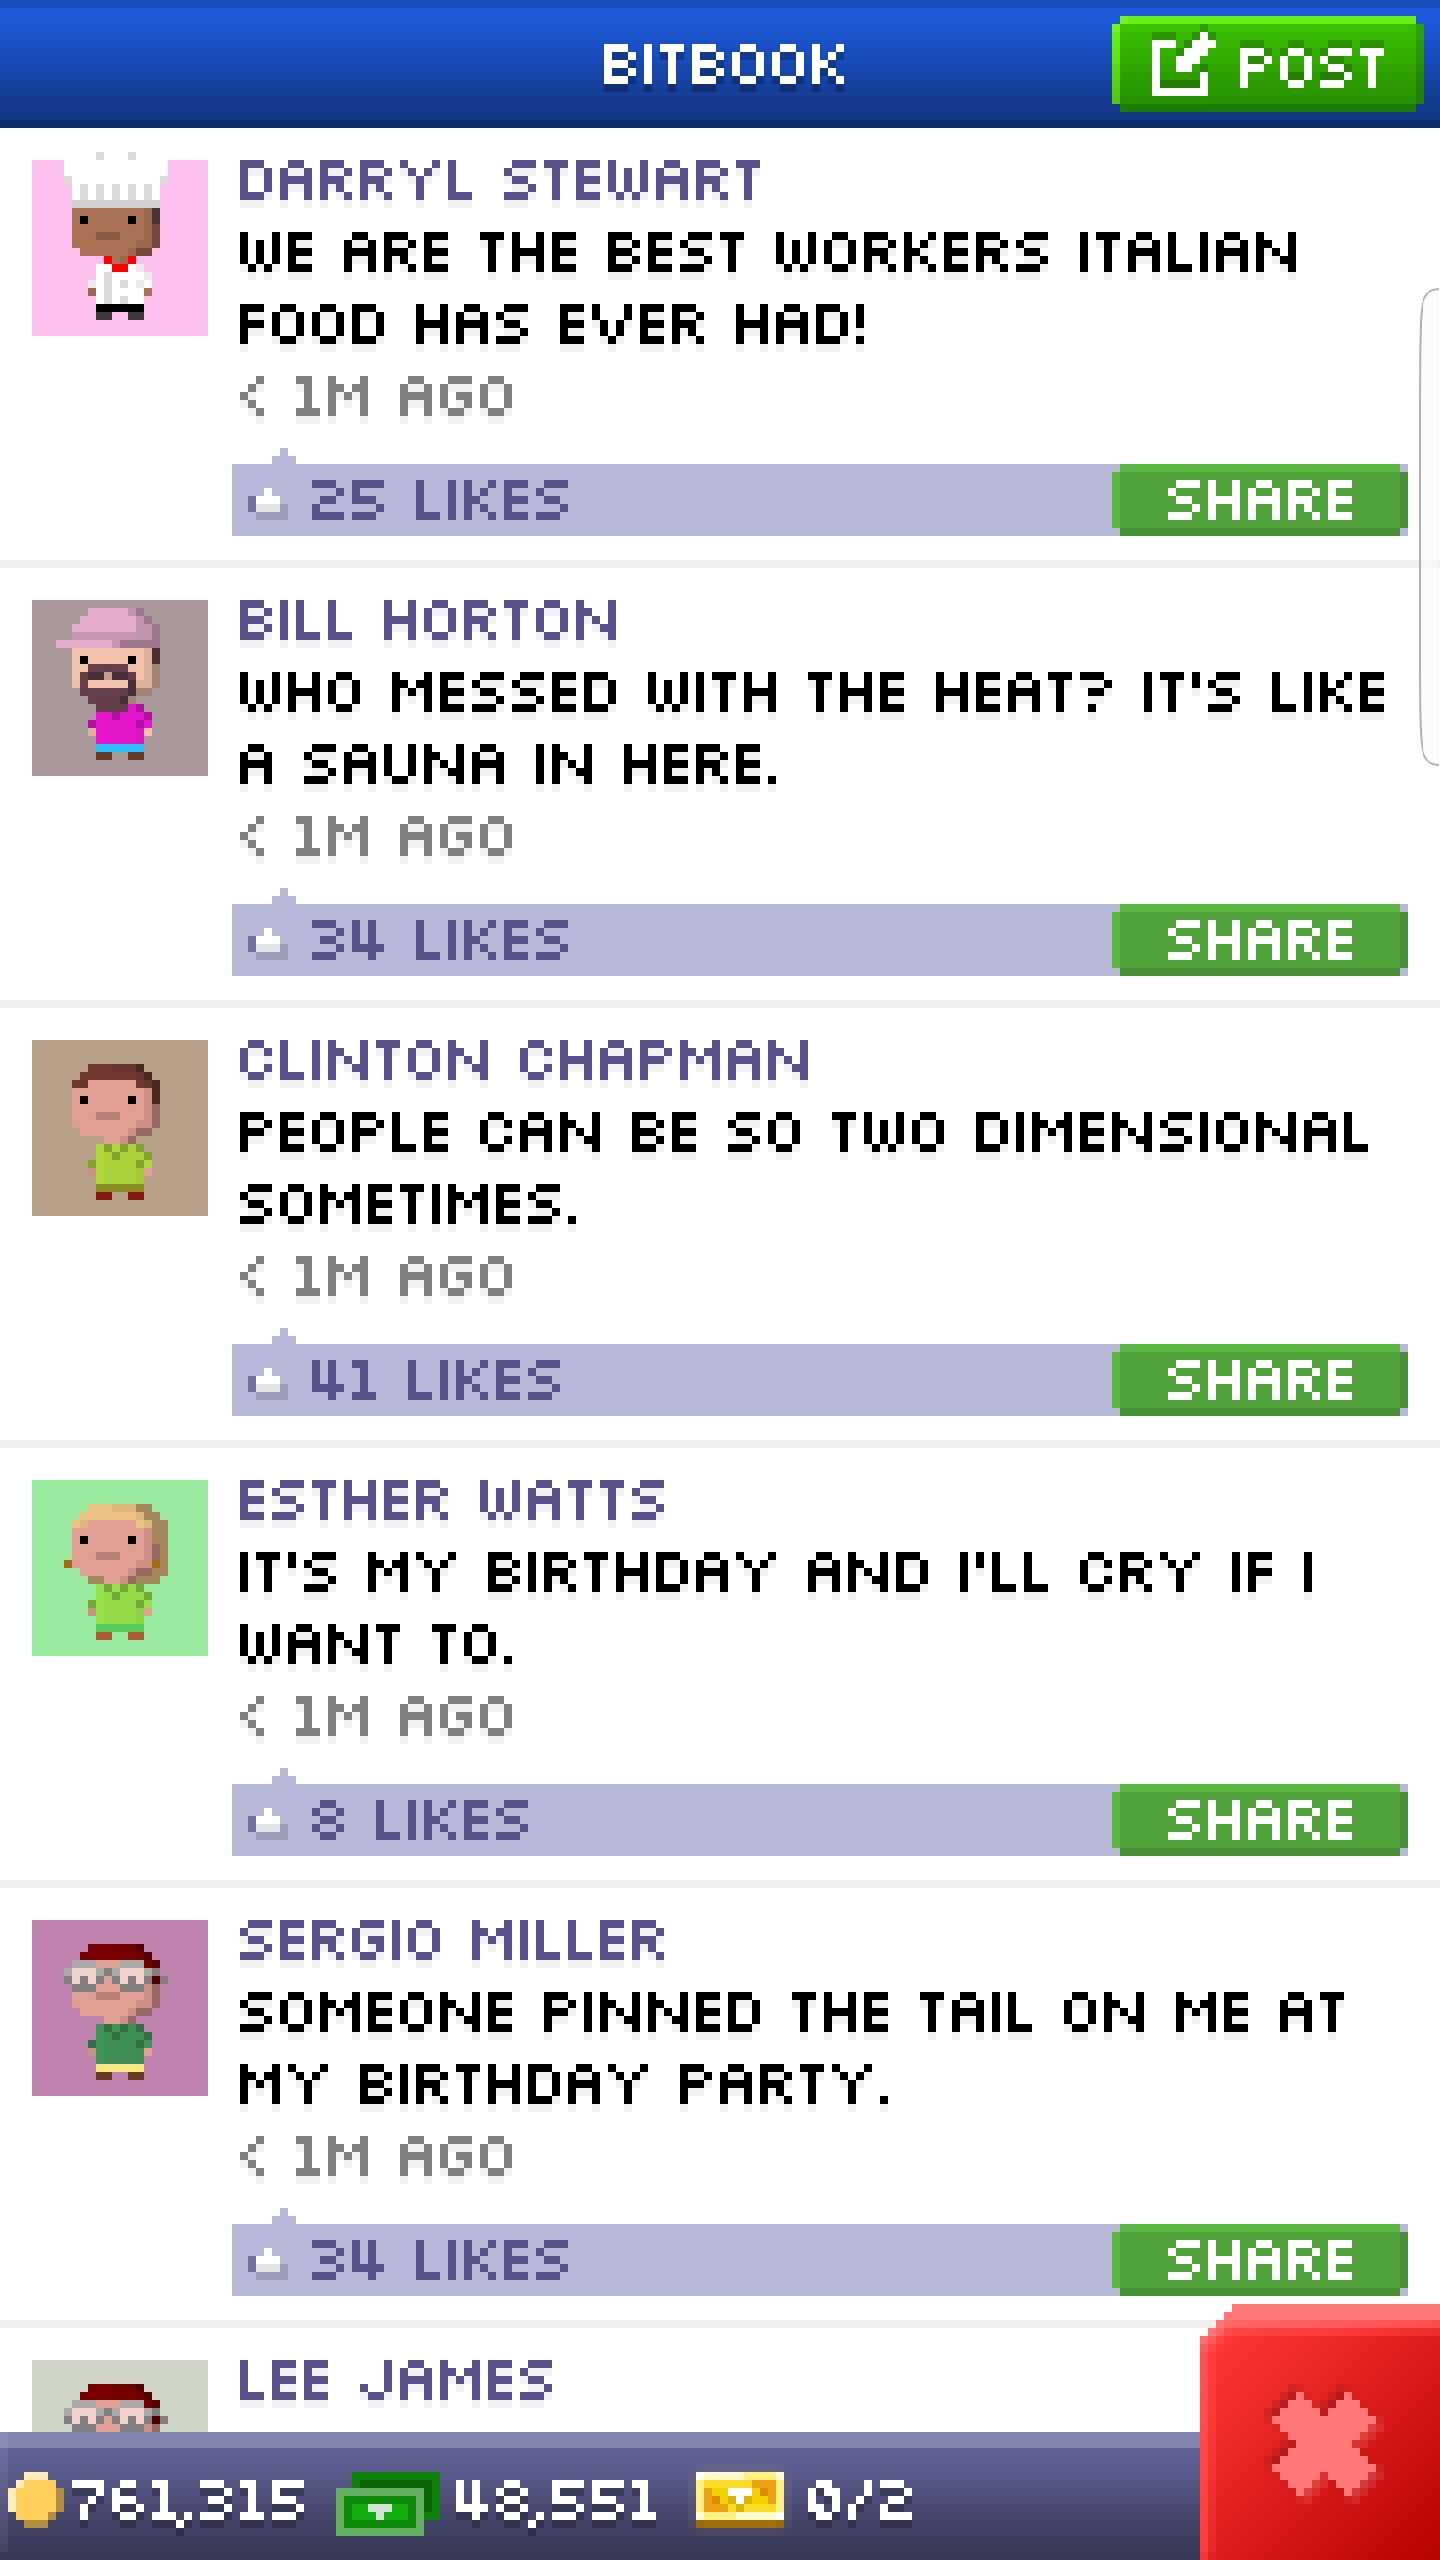 BITBOOK
POST
DARRYL STEWART
WE ARE THE BEST WORKERS ITALIAN
FOOD HAS EVER HAD!
< 1M AGO
25 LIKES
SHARE
BILL HORTON
WHO MESSED WITH THE HEAT? IT'S LIKE
A SAUNA IN HERE.
< 1M AGO
34 LIKES
SHARE
CLINTON CHAPMAN
PEOPLE CAN BE SO TWO DIMENSIONAL
SOMETIMES.
< 1M AGO
41 LIKES
SHARE
ESTHER WATTS
IT'S MY BIRTHDAY AND I'LL CRY IF I
WANT TO.
< 1M AGO
8 LIKES
SHARE
SERGIO MILLER
SOMEONE PINNED THE TAIL ON ME AT
MY BIRTHDAY PARTY.
< 1M AGO
34 LIKES
SHARE
LEE JAMES
761,315
48,551
0/2